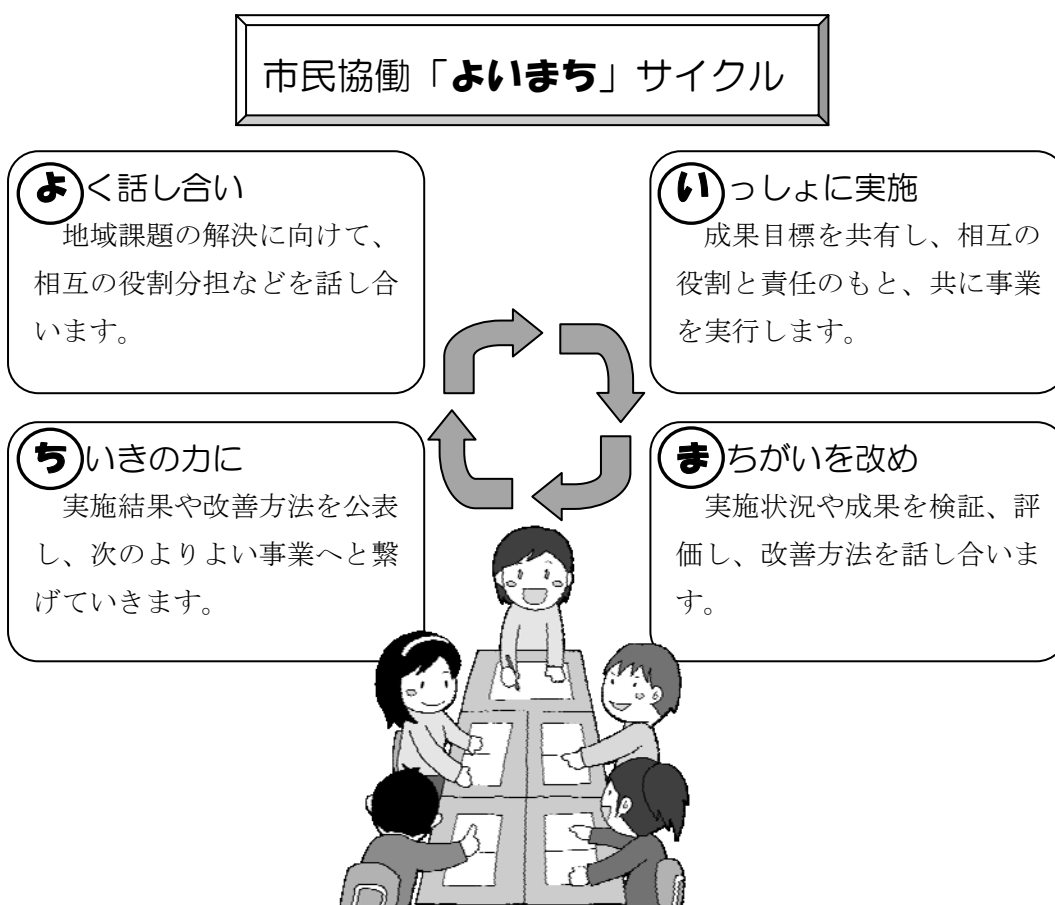 市民協働「よいまち」サイクル
よく話し合い
地域課題の解決に向けて、
相互の役割分担などを話し合
います。
いっしょに実施
成果目標を共有し、相互の
役割と責任のもと、共に事業
を実行します。
ちいきの力に
実施結果や改善方法を公表
し、次のよりよい事業へと繋
げていきます。
まちがいを改め
実施状況や成果を検証、評
価し、改善方法を話し合いま
す。